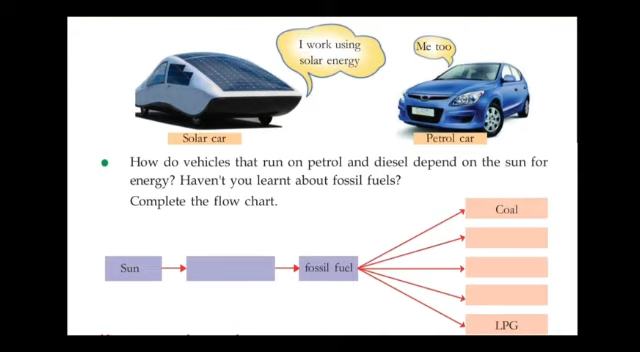 I work using
solar energy
Me too
Solar car
Petrol car
How do vehicles that run on petrol and diesel depend on the sun for
energy? Haven't you learnt about fossil fuels?
Complete the flow chart.
Coal
Sun
fossil fuel
LPG